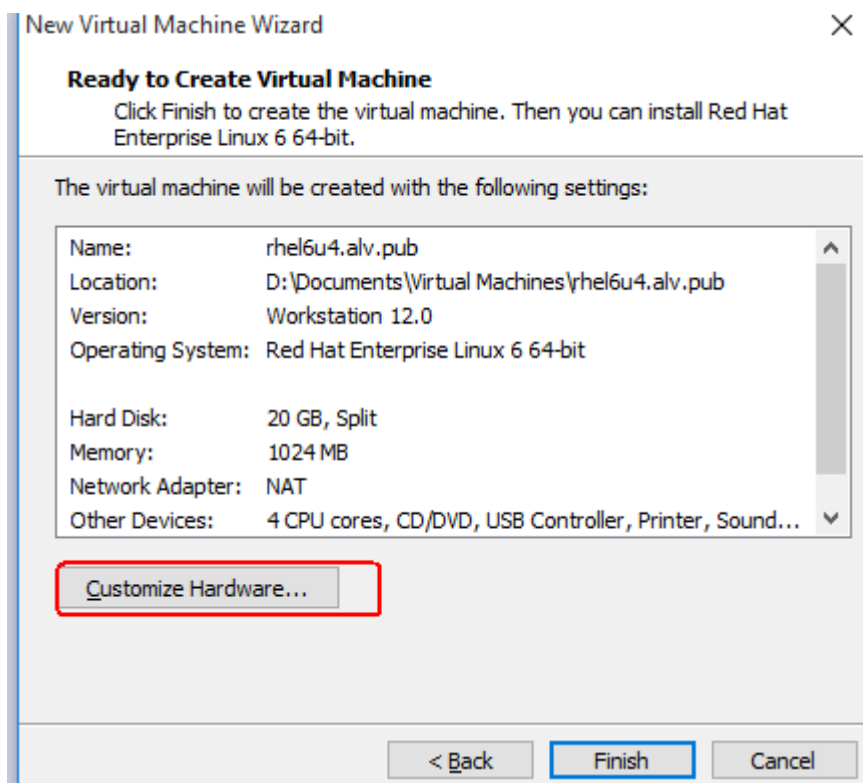 New Virtual Machine Wizard
Ready to Create Virtual Machine
Click Finish to create the virtual machine. Then you can install Red Hat
Enterprise Linux 6 64-bit.
The virtual machine will be created with the following settings:
Name: rhel6u4.alv.pub
Location: D:\Documents\Virtual Machines\rhel6u4.alv.pub
Version: Workstation 12.0
Operating System: Red Hat Enterprise Linux 6 64-bit
Hard Disk: 20 GB, Split
Memory: 1024 MB
Network Adapter: NAT
Other Devices: 4 CPU cores, CD/DVD, USB Controller, Printer, Sound...
Customize Hardware...
< Back Finish Cancel